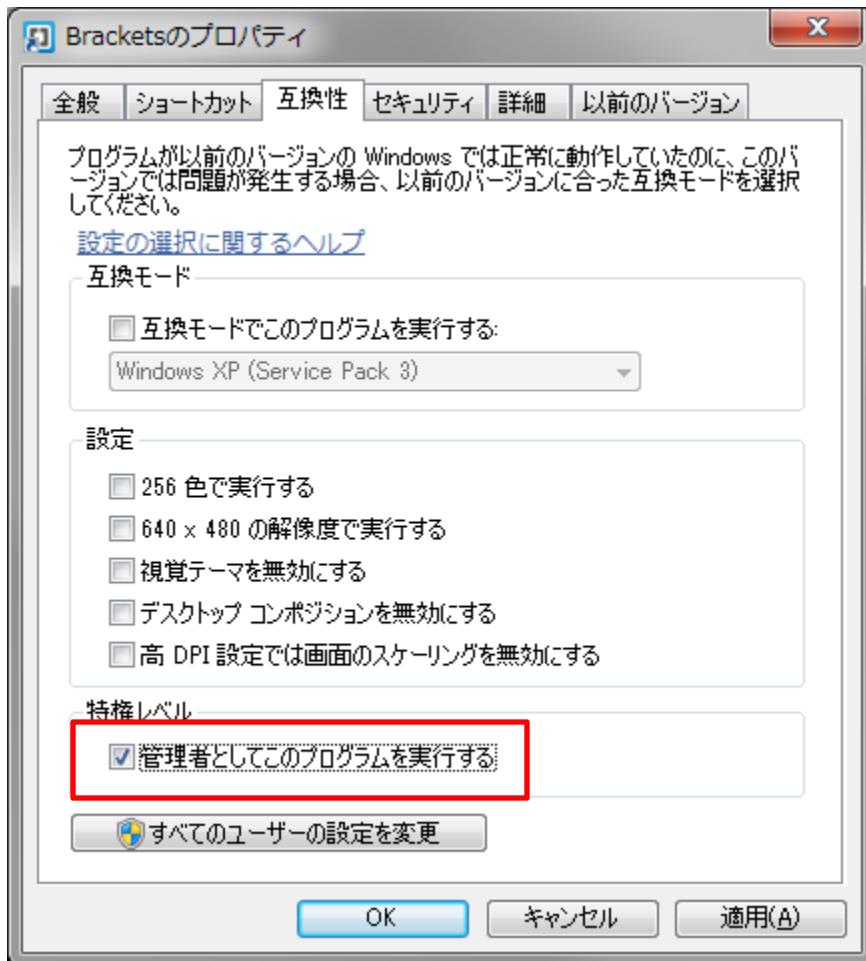 Bracketsのプロパティ
全般 ショートカット 互換性 セキュリティ 詳細 以前のバージョン
プログラムが以前のバージョンの Windows では正常に動作していたのに、このバ
ージョンでは問題が発生する場合、以前のバージョンに合った互換モードを選択
してください。
設定の選択に関するヘルプ
互換モード
互換モードでこのプログラムを実行する:
Windows XP (Service Pack 3)
設定
256 色で実行する
640 x 480 の解像度で実行する
視覚テーマを無効にする
デスクトップ コンポジションを無効にする
高 DPI 設定では画面のスケーリングを無効にする
特権レベル
管理者としてこのプログラムを実行する
すべてのユーザーの設定を変更
OK キャンセル 適用(A)